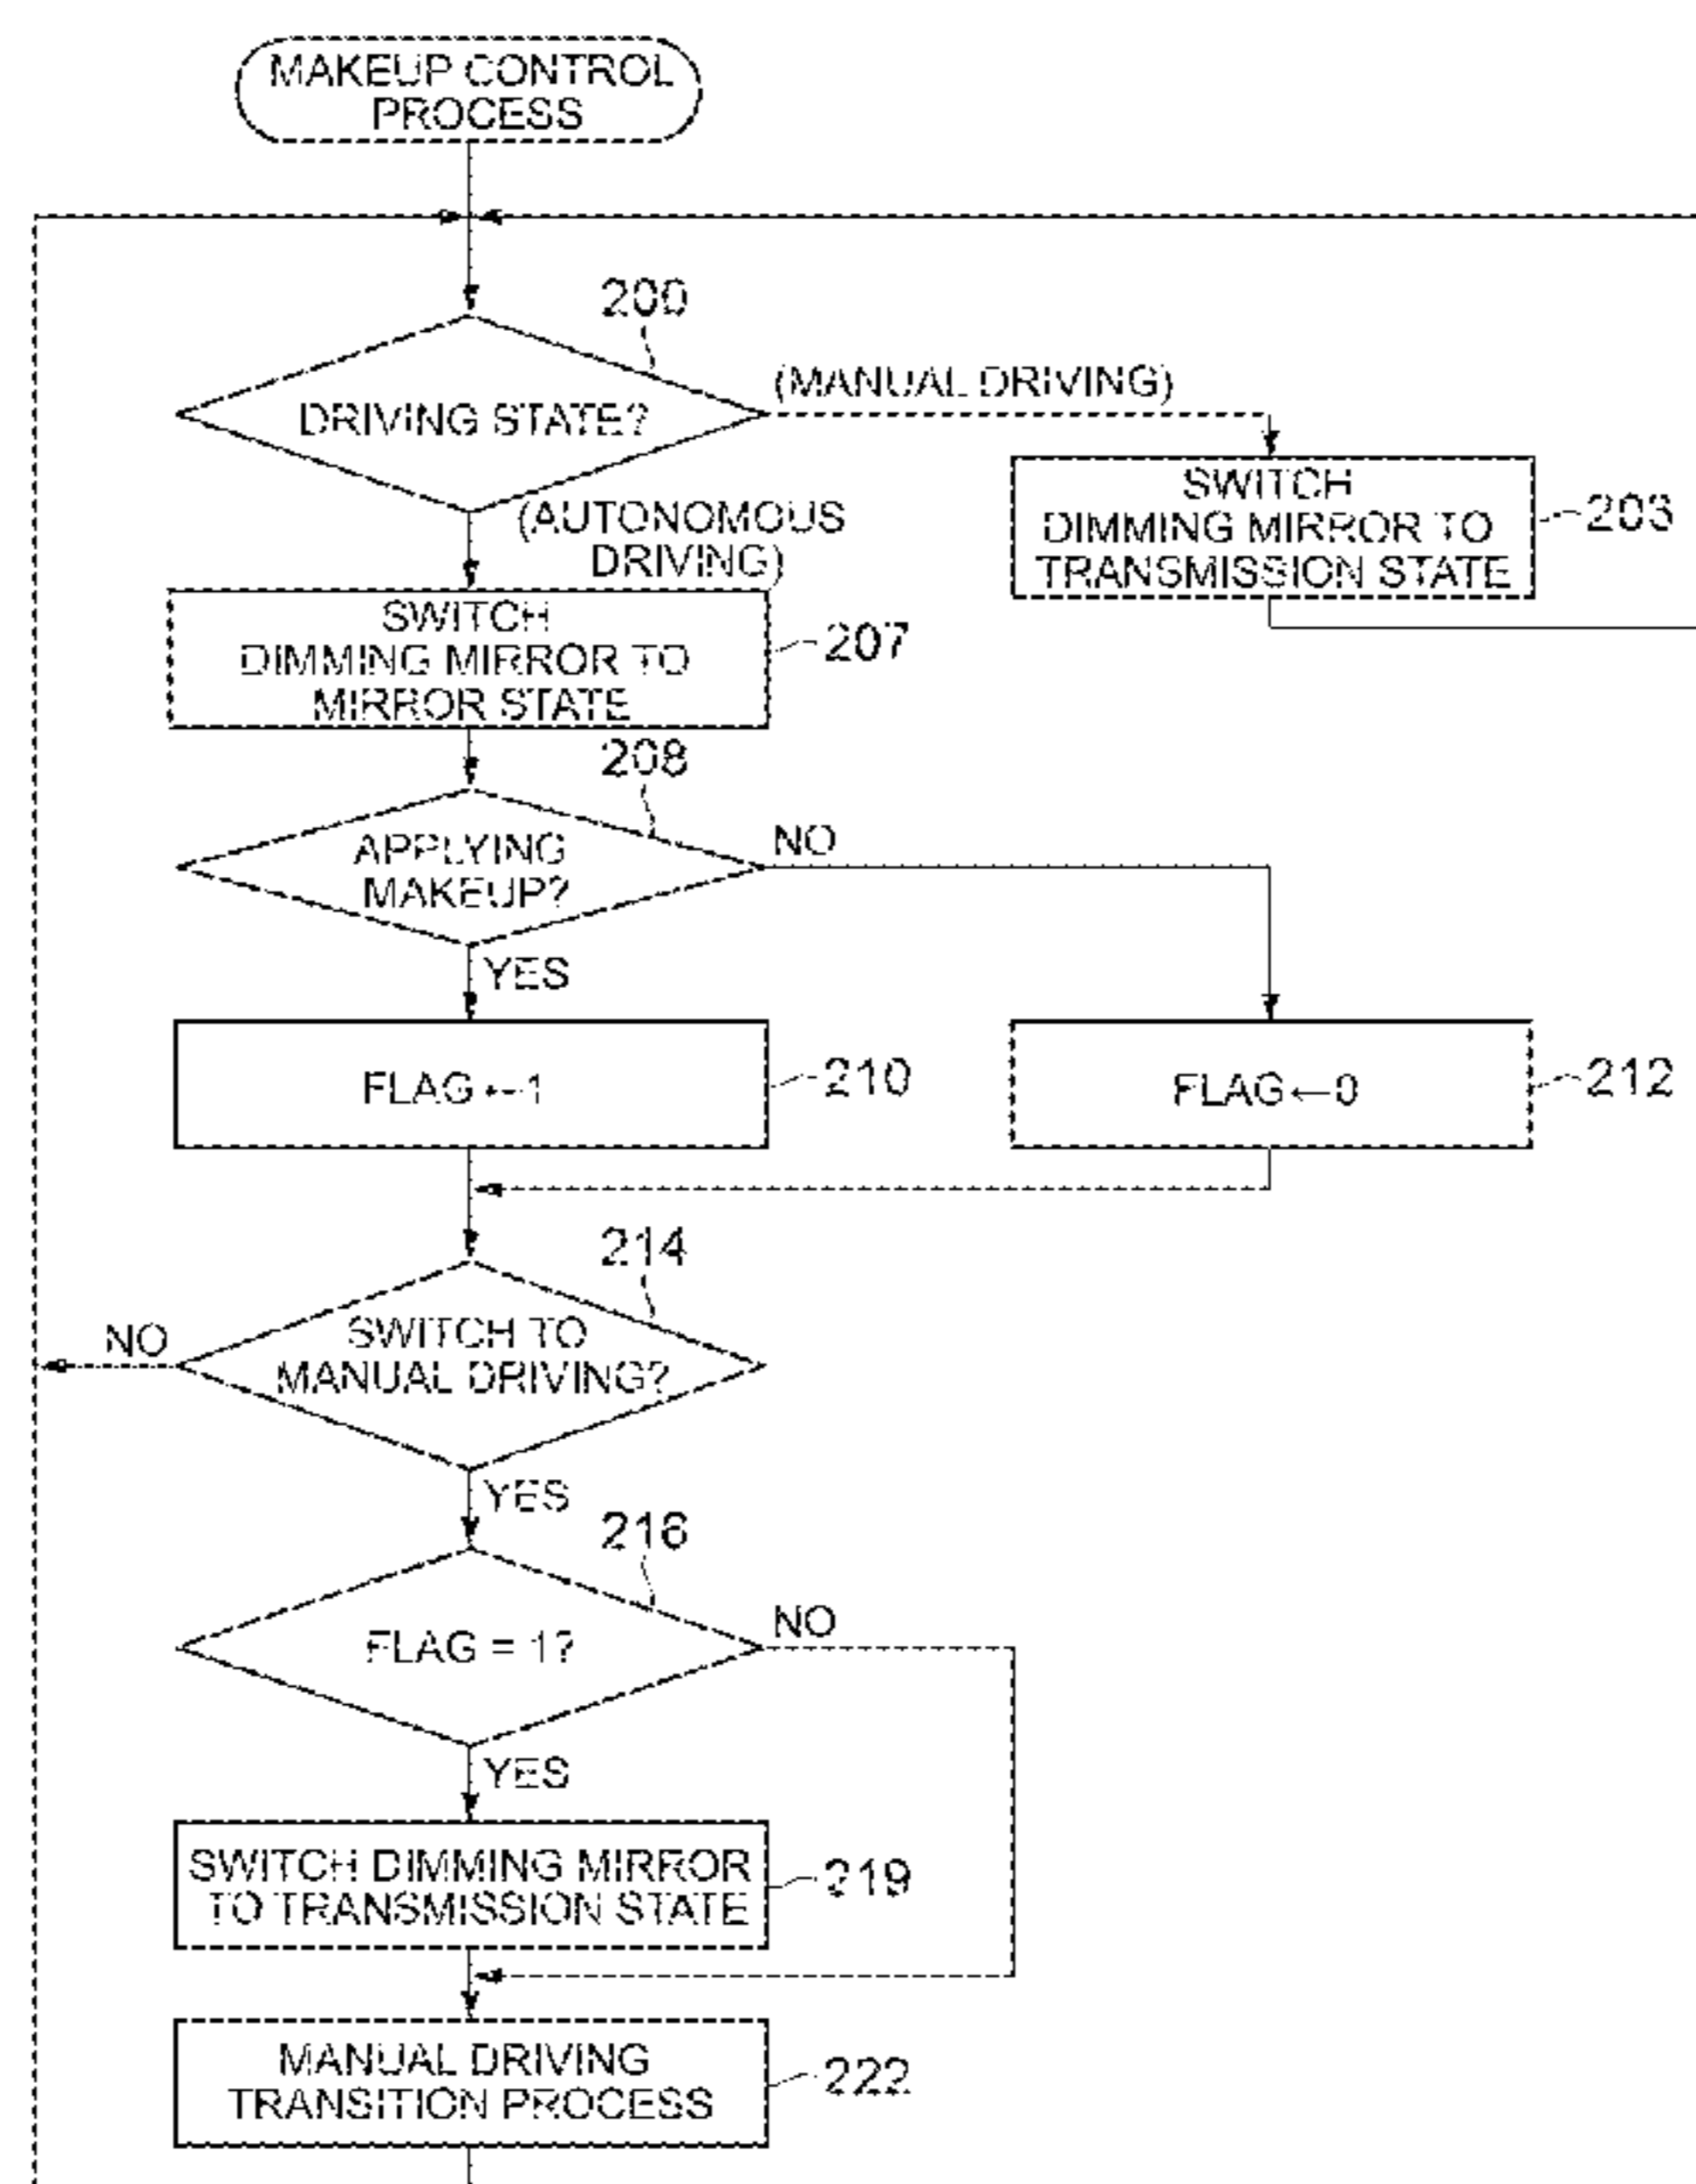 MAKEUP CONTROL
PROCESS
200
DRIVING STATE?
(MANUAL DRIVING)
SWITCH
DIMMING MIRROR TO
TRANSMISSION STATE
203
(AUTONOMOUS
DRIVING)
SWITCH
DIMMING MIRROR TO
MIRROR STATE
207
208
APPLYING
MAKEUP?
NO
YES
FLAG←1
210
FLAG←0
212
214
SWITCH TO
MANUAL DRIVING?
NO
YES
216
FLAG = 1?
NO
YES
SWITCH DIMMING MIRROR
TO TRANSMISSION STATE
219
MANUAL DRIVING
TRANSITION PROCESS
222